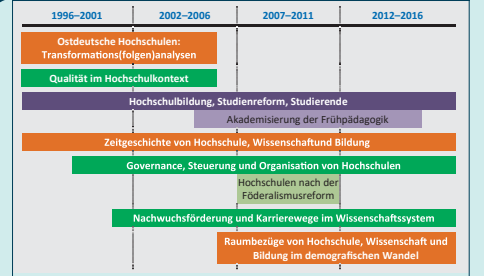 1996–2001 2002–2006 2007–2011 2012–2016
Ostdeutsche Hochschulen:
Transformations(folgen)analysen
Qualität im Hochschulkontext
Hochschulbildung, Studienreform, Studierende
Akademisierung der Frühpädagogik
Zeitgeschichte von Hochschule, Wissenschaftund Bildung
Governance, Steuerung und Organisation von Hochschulen
Hochschulen nach der
Föderalismusreform
Nachwuchsförderung und Karrierewege im Wissenschaftssystem
Raumbezüge von Hochschule, Wissenschaft und
Bildung im demografischen Wandel